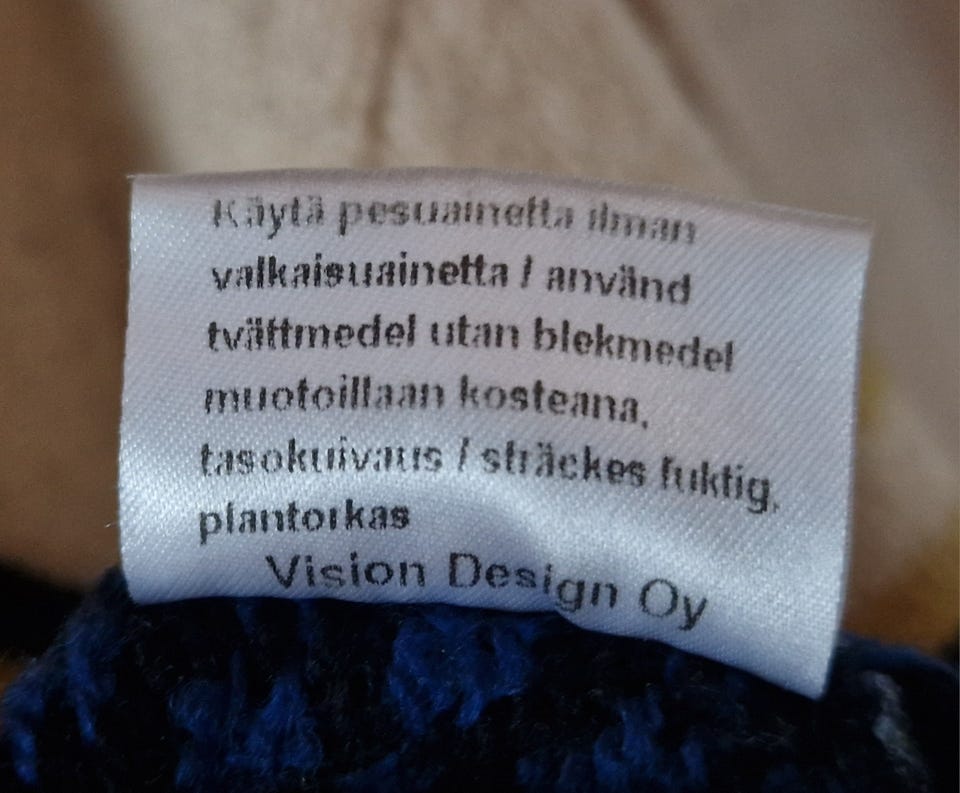 Käytä pesuainetta ilman
valkaisuainetta / använd
tvättmedel utan blekmedel
muotoillaan kosteana,
tasokuivaus / sträckes fuktig,
plantorkas
Vision Design Oy